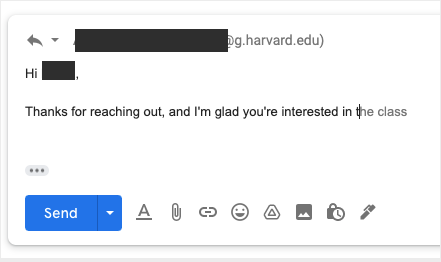 @g.harvard.edu)
Hi ,
Thanks for reaching out, and I'm glad you're interested in the class
Send